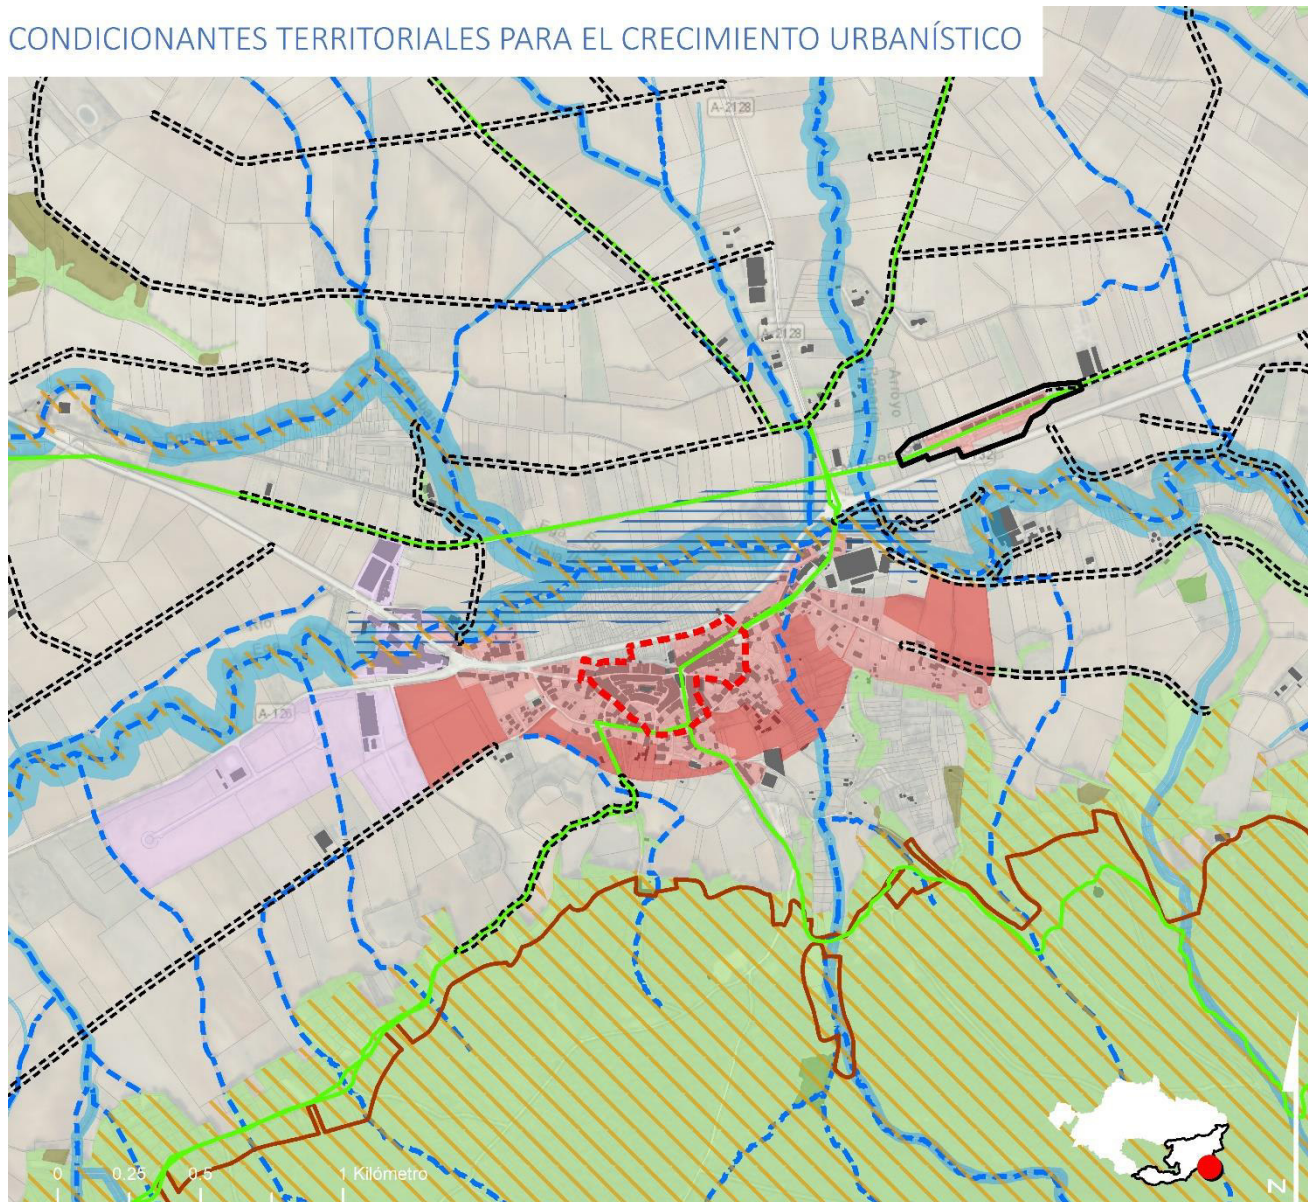 CONDICIONANTES TERRITORIALES PARA EL CRECIMIENTO URBANÍSTICO
A-2128
A-2128
Arroyo
A-126
0 0.25 0.5 1 Kilómetro
N